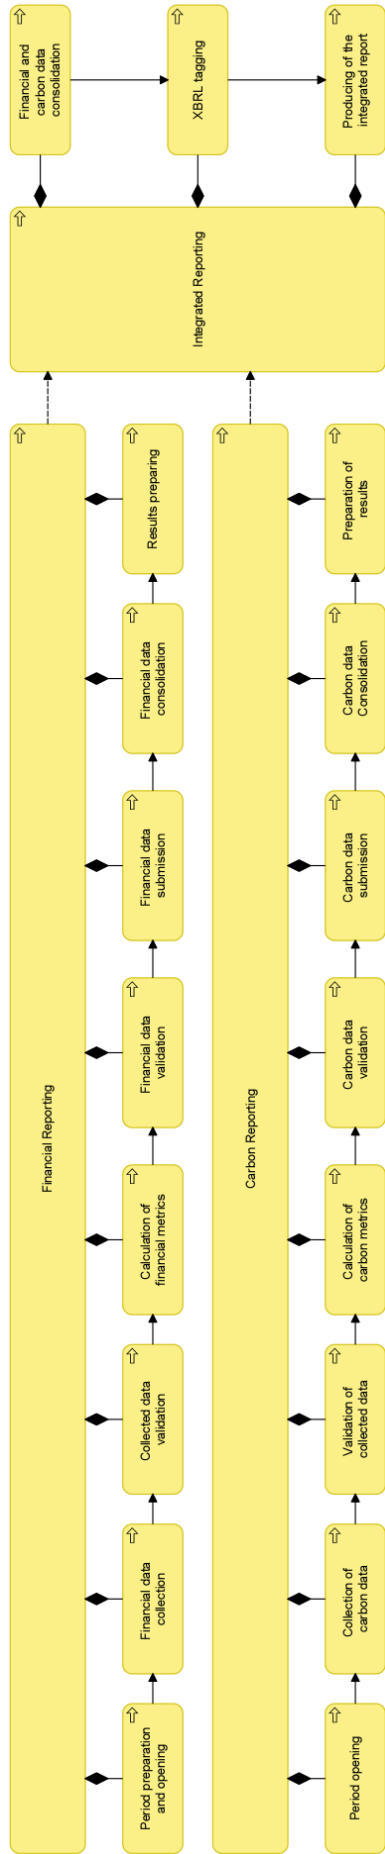 Financial Reporting
Period preparation
and opening
Financial data
collection
Collected data
validation
Calculation of
financial metrics
Financial data
validation
Financial data
submission
Financial data
consolidation
Results preparing
Carbon Reporting
Period opening
Collection of
carbon data
Validation of
collected data
Calculation of
carbon metrics
Carbon data
validation
Carbon data
submission
Carbon data
Consolidation
Preparation of
results
Integrated Reporting
Financial and
carbon data
consolidation
XBRL tagging
Producing of the
integrated report